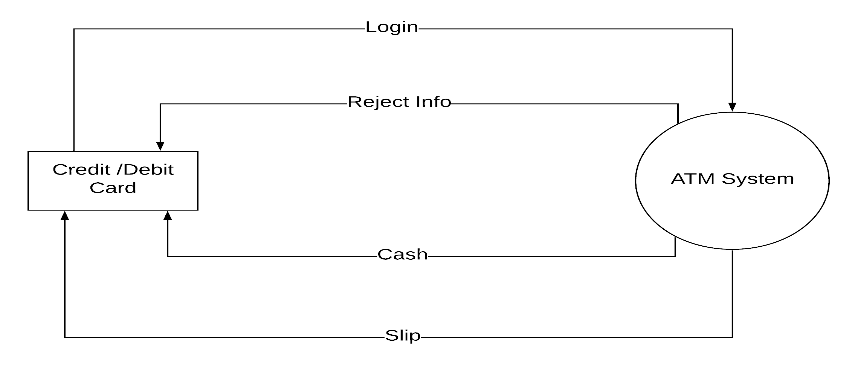 Login
Reject Info
Credit /Debit
Card
ATM System
Cash
Slip